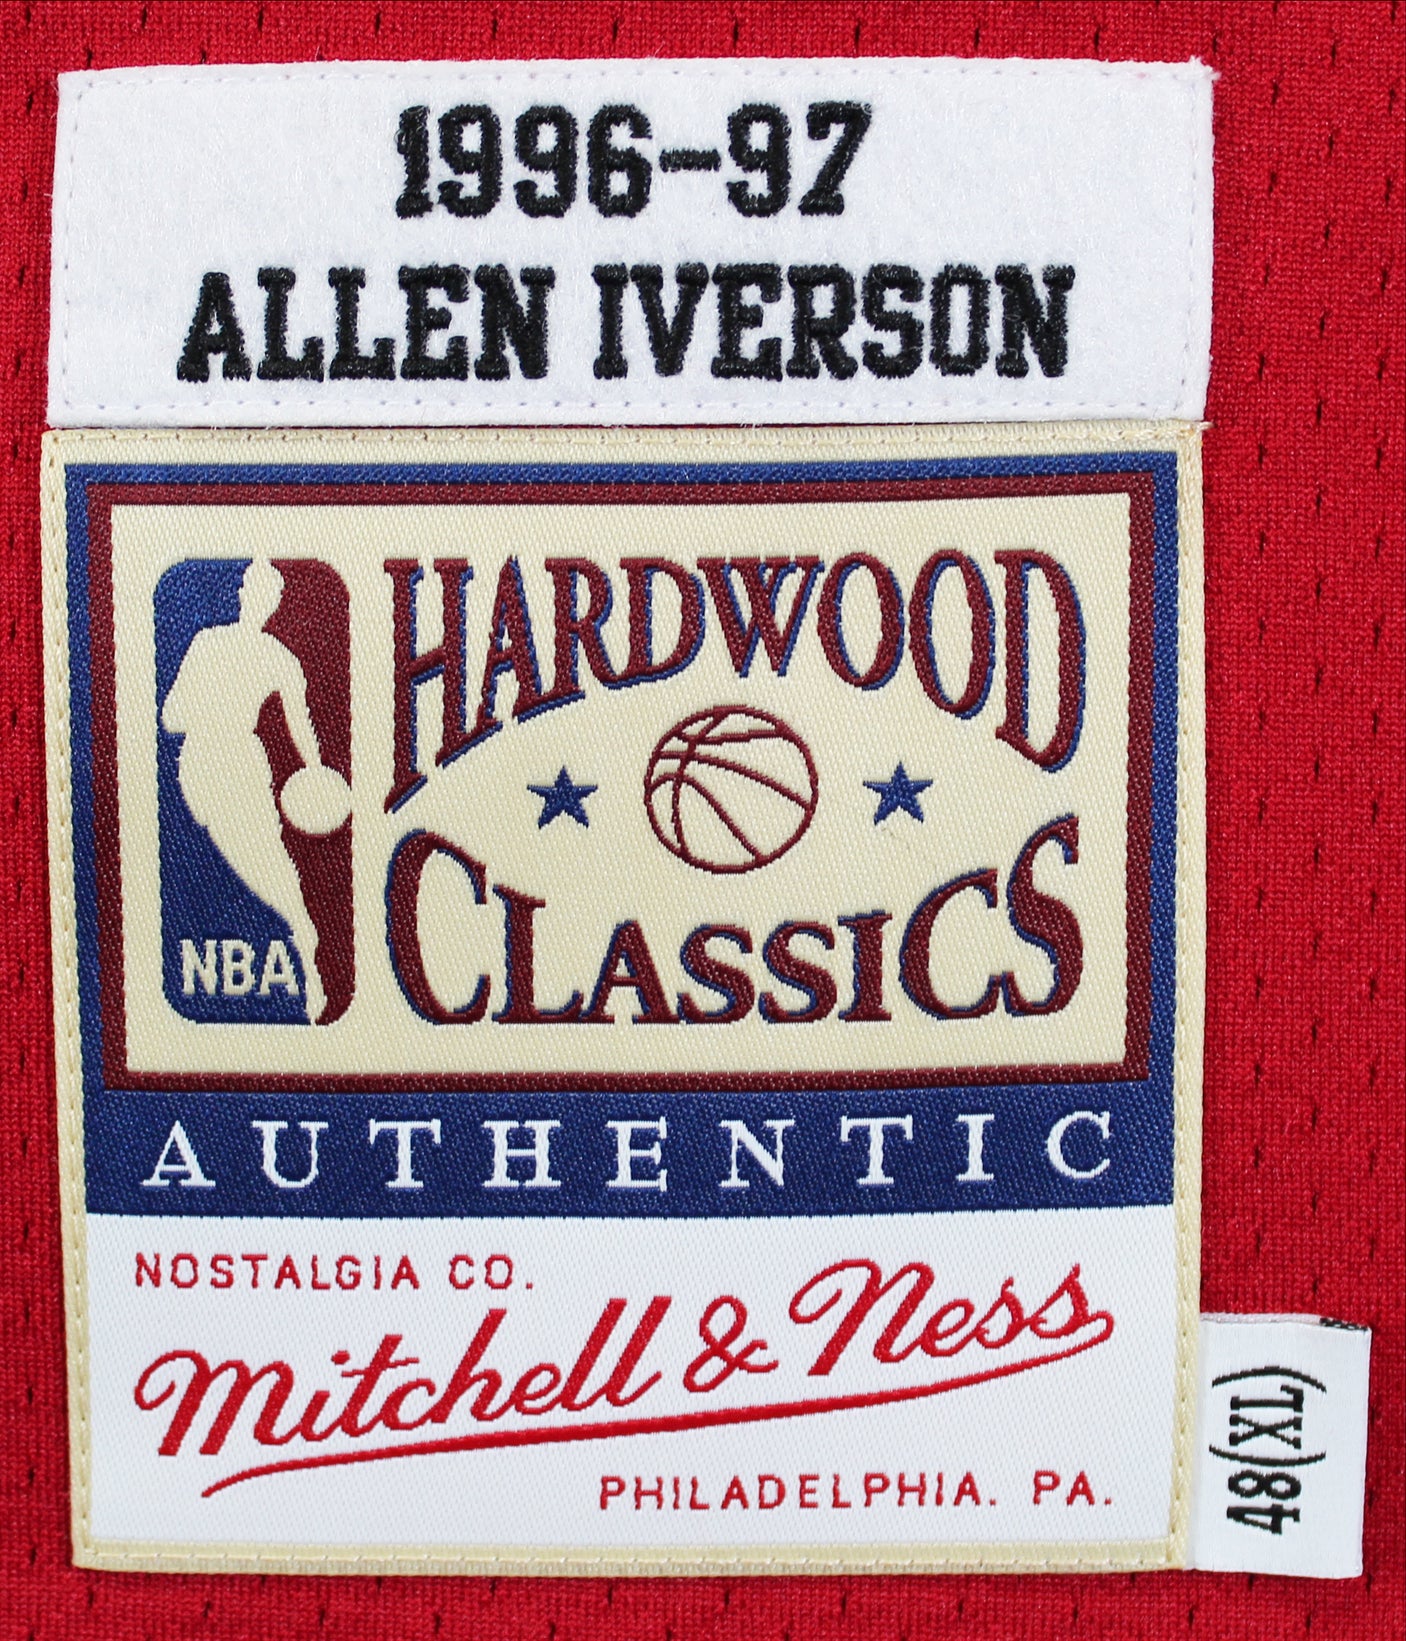 1996-97
ALLEN IVERSON
HARDWOOD
CLASSICS
NBA
AUTHENTIC
NOSTALGIA CO.
Mitchell & Ness
PHILADELPHIA. PA.
48(XL)